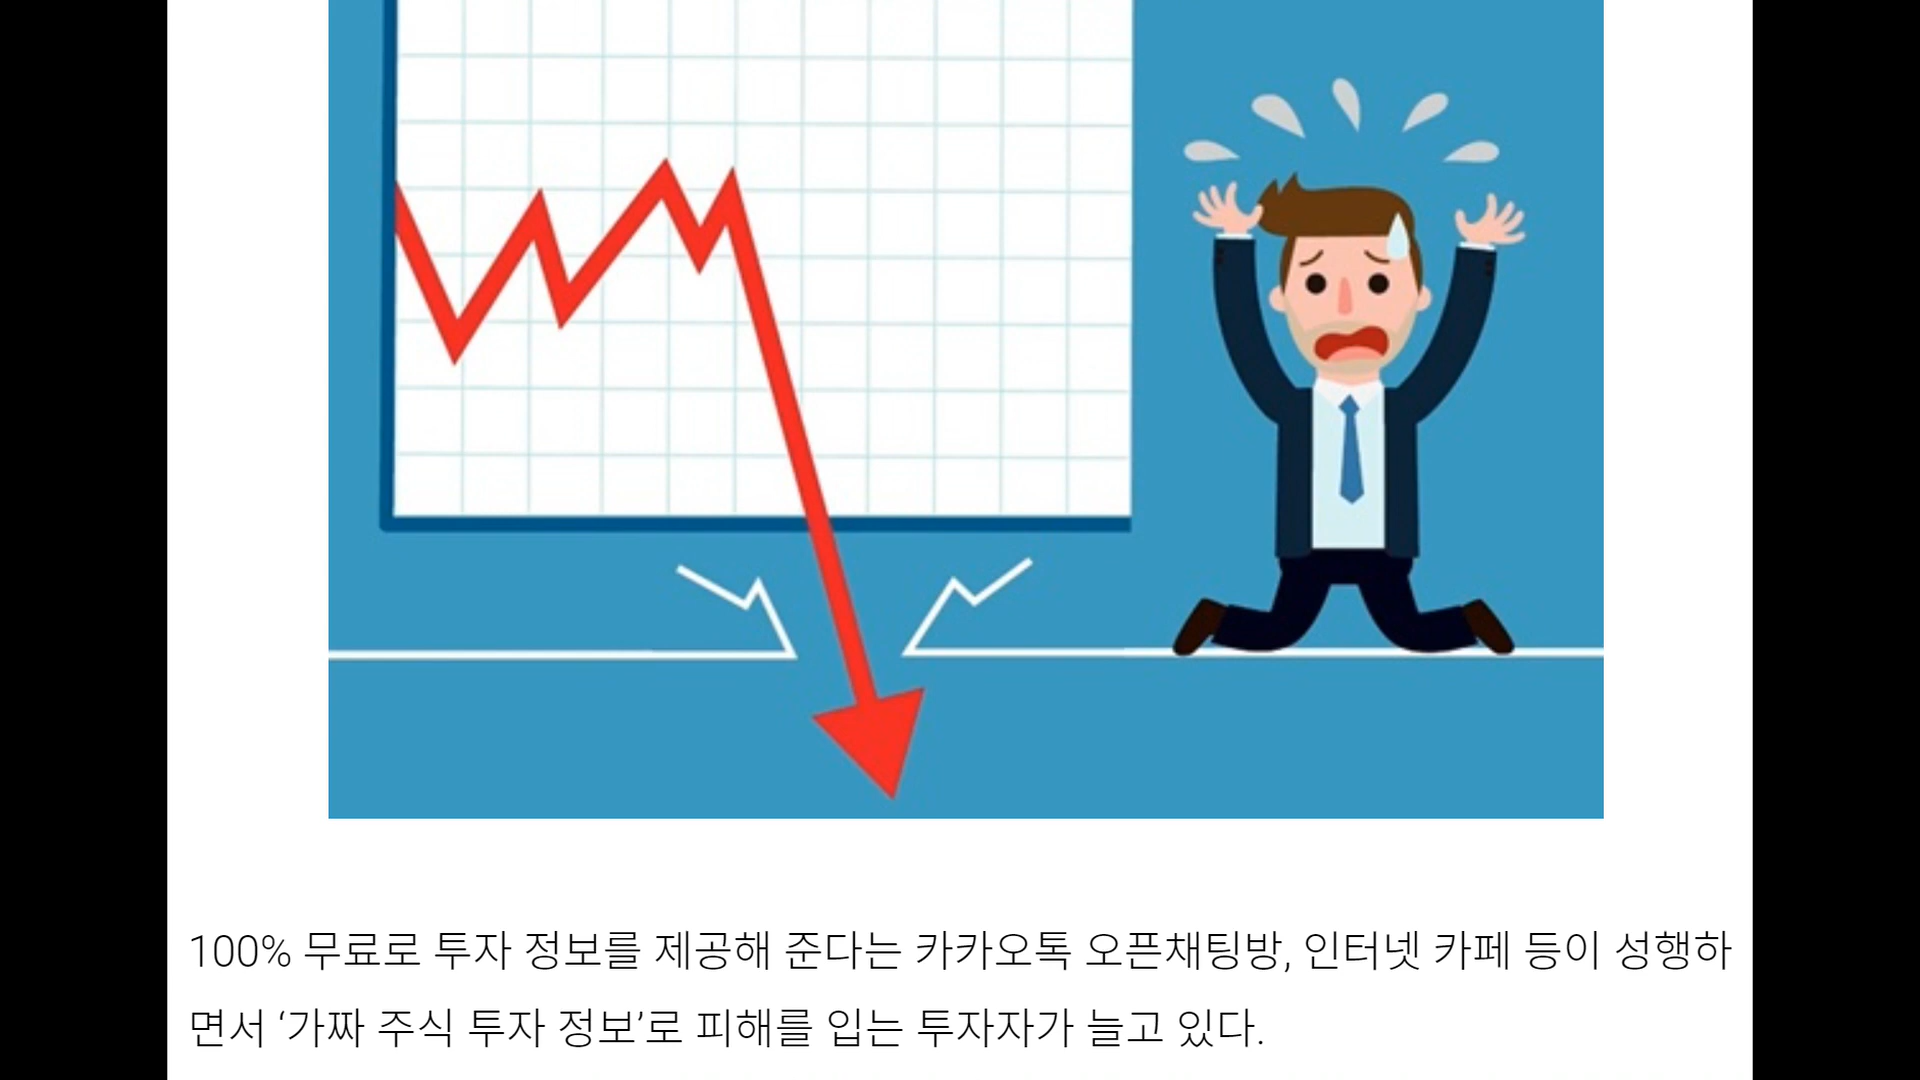 100% 무료로 투자 정보를 제공해 준다는 카카오톡 오픈채팅방, 인터넷 카페 등이 성행하
면서 ‘가짜 주식 투자 정보’로 피해를 입는 투자자가 늘고 있다.